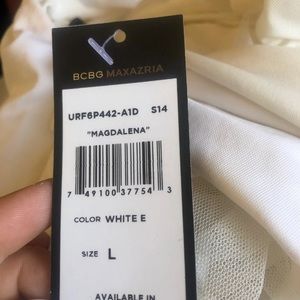 BCBG MAXAZRIA
URF6P442-A1D S14
"MAGDALENA"
7 49100 37754 3
COLOR WHITE E
SIZE L
AVAILABLE IN